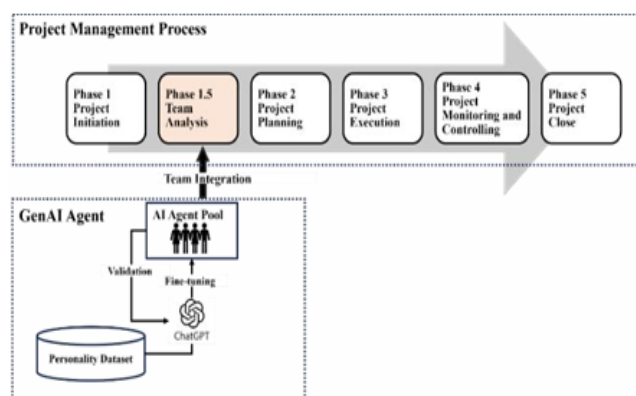 Project Management Process
Phase 1
Project
Initiation
Phase 1.5
Team
Analysis
Phase 2
Project
Planning
Phase 3
Project
Execution
Phase 4
Project
Monitoring and
Controlling
Phase 5
Project
Close
Team Integration
GenAI Agent
AI Agent Pool
Validation
Fine-tuning
ChatGPT
Personality Dataset